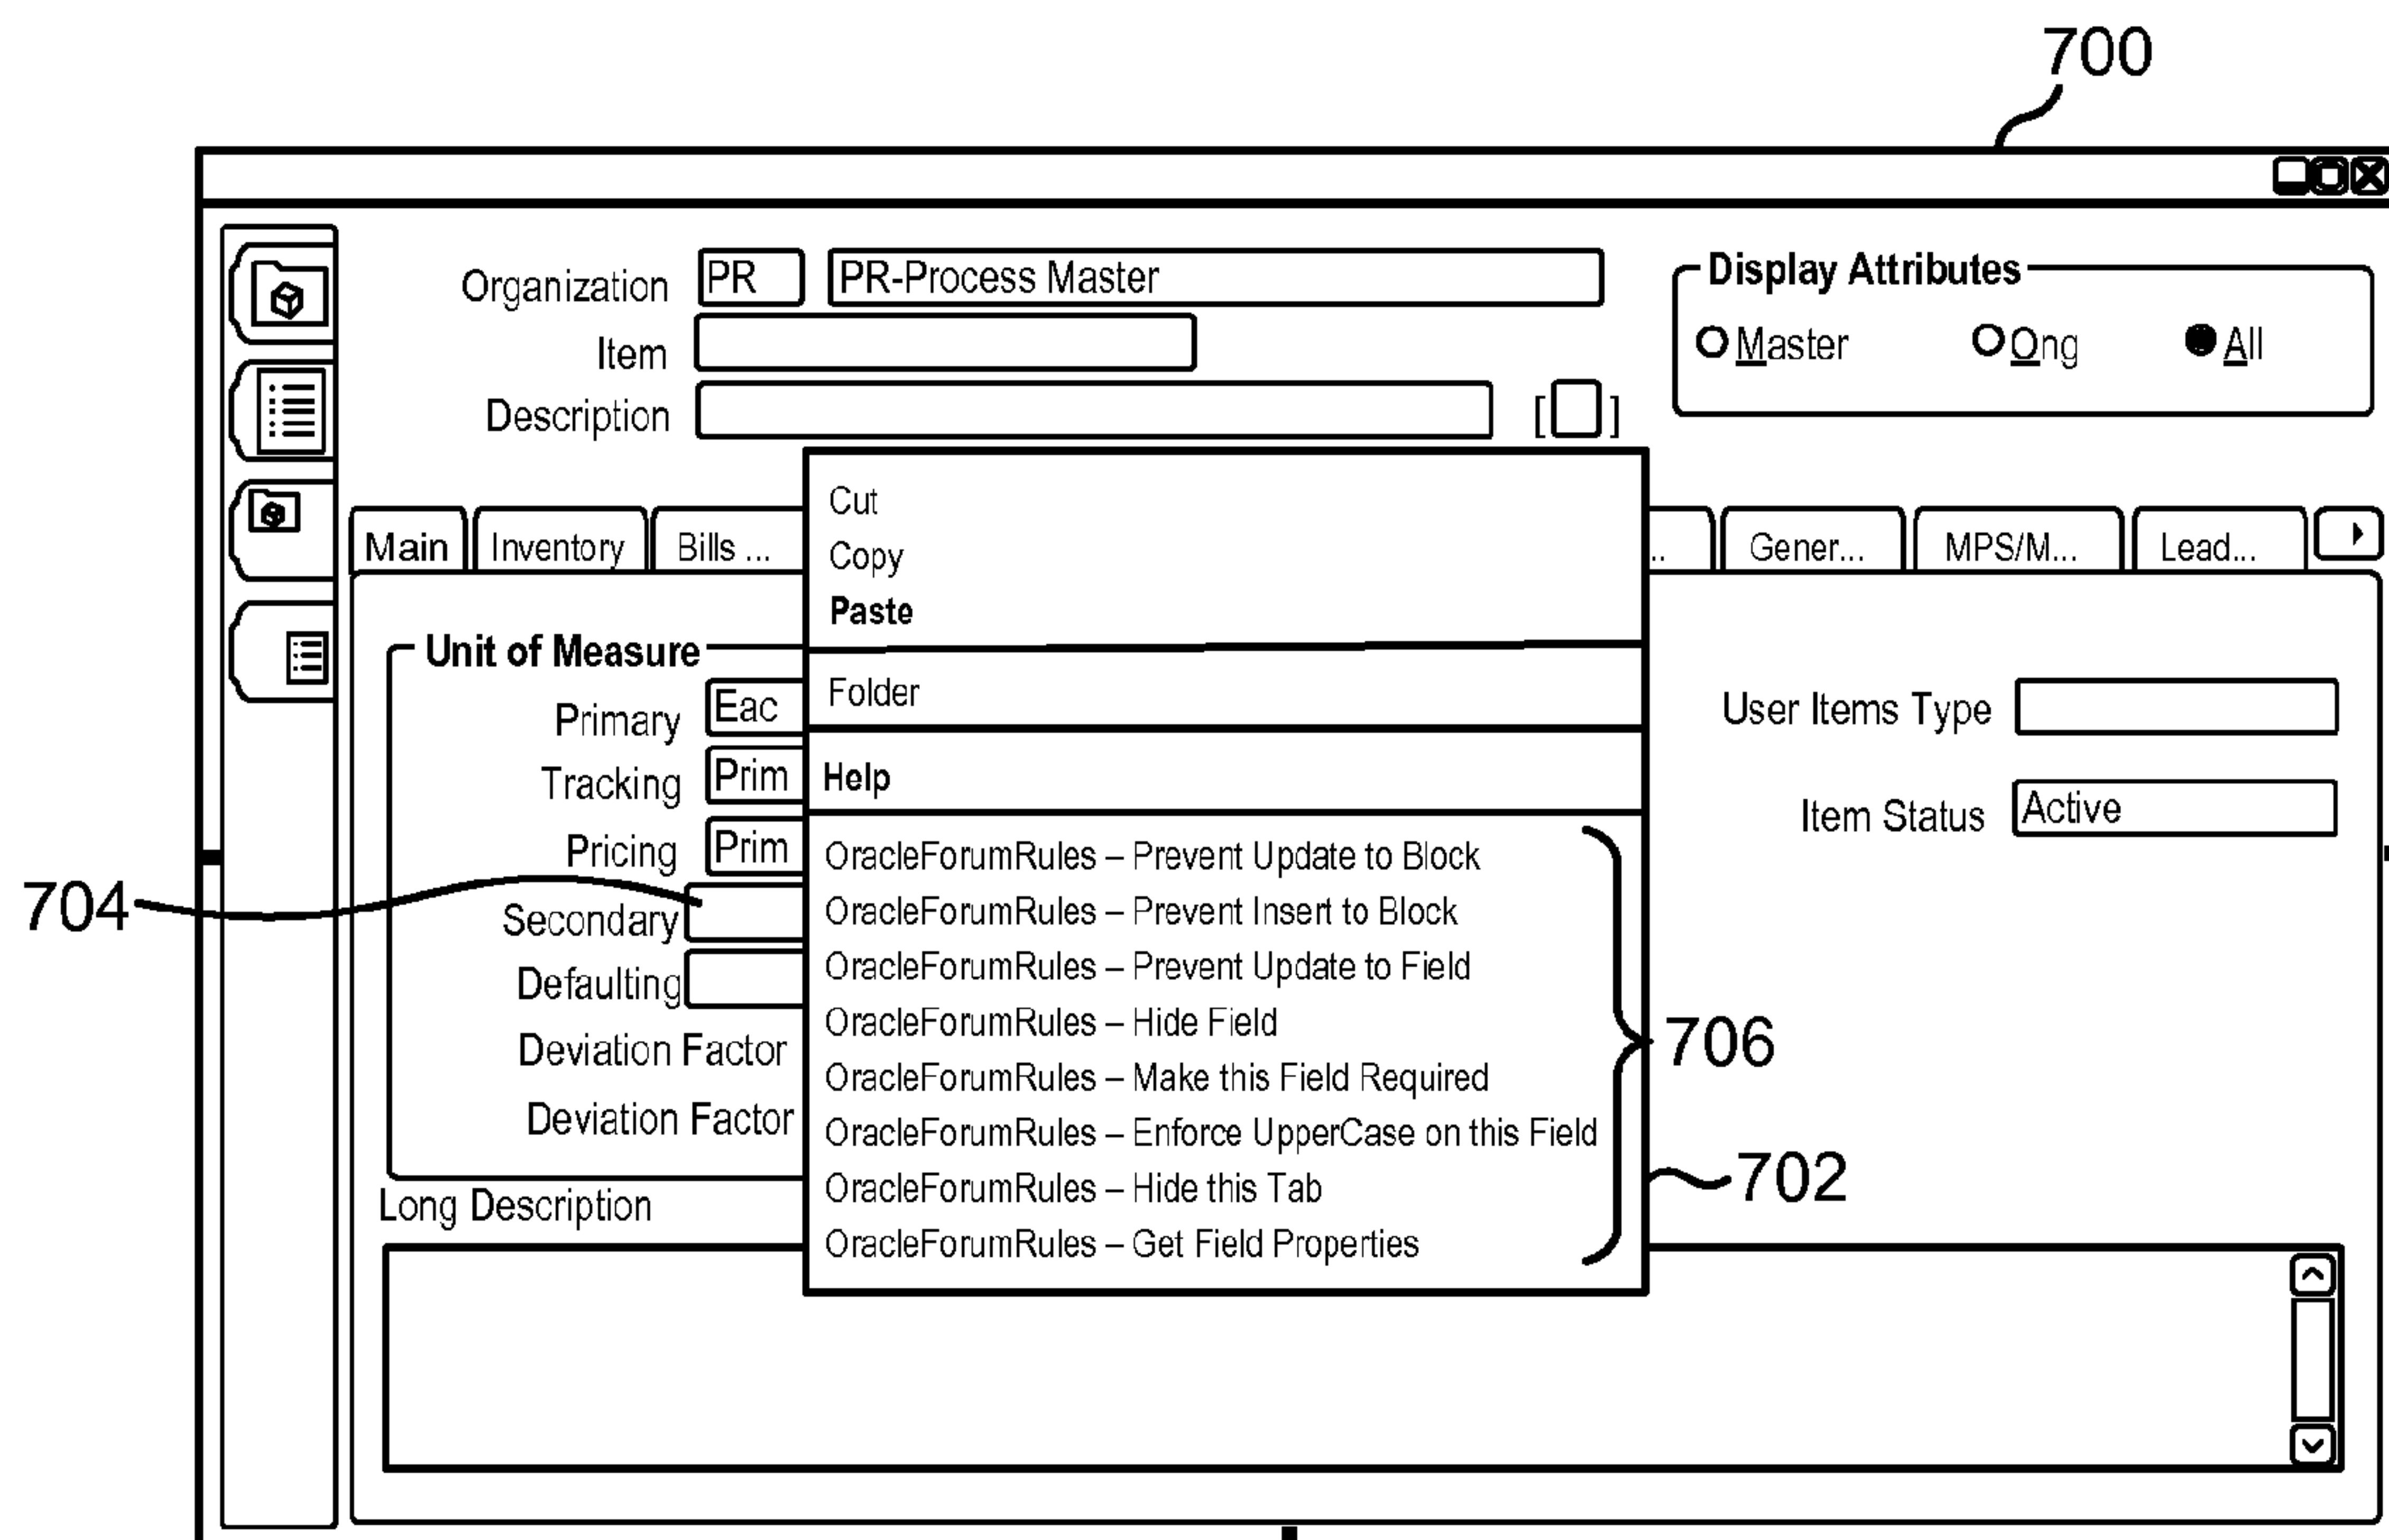 700
Organization PR PR-Process Master
Display Attributes
Item
Master Ong All
Description [ ]
Cut
Copy
Paste
Folder
Help
OracleForumRules – Prevent Update to Block
OracleForumRules – Prevent Insert to Block
OracleForumRules – Prevent Update to Field
OracleForumRules – Hide Field
OracleForumRules – Make this Field Required
OracleForumRules – Enforce UpperCase on this Field
OracleForumRules – Hide this Tab
OracleForumRules – Get Field Properties
Main Inventory Bills ... .. Gener... MPS/M... Lead...
Unit of Measure
Primary Eac
Tracking Prim
Pricing Prim
704
Secondary
Defaulting
Deviation Factor
Deviation Factor
User Items Type
Item Status Active
706
702
Long Description